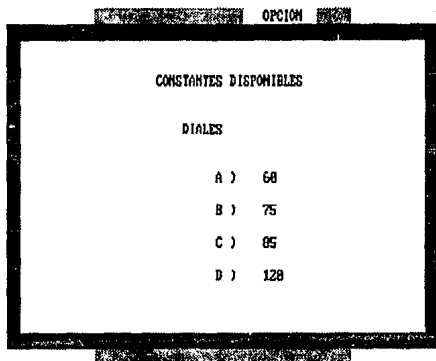 OPCION
CONSTANTES DISPONIBLES
DIALES
A ) 60
B ) 75
C ) 85
D ) 120